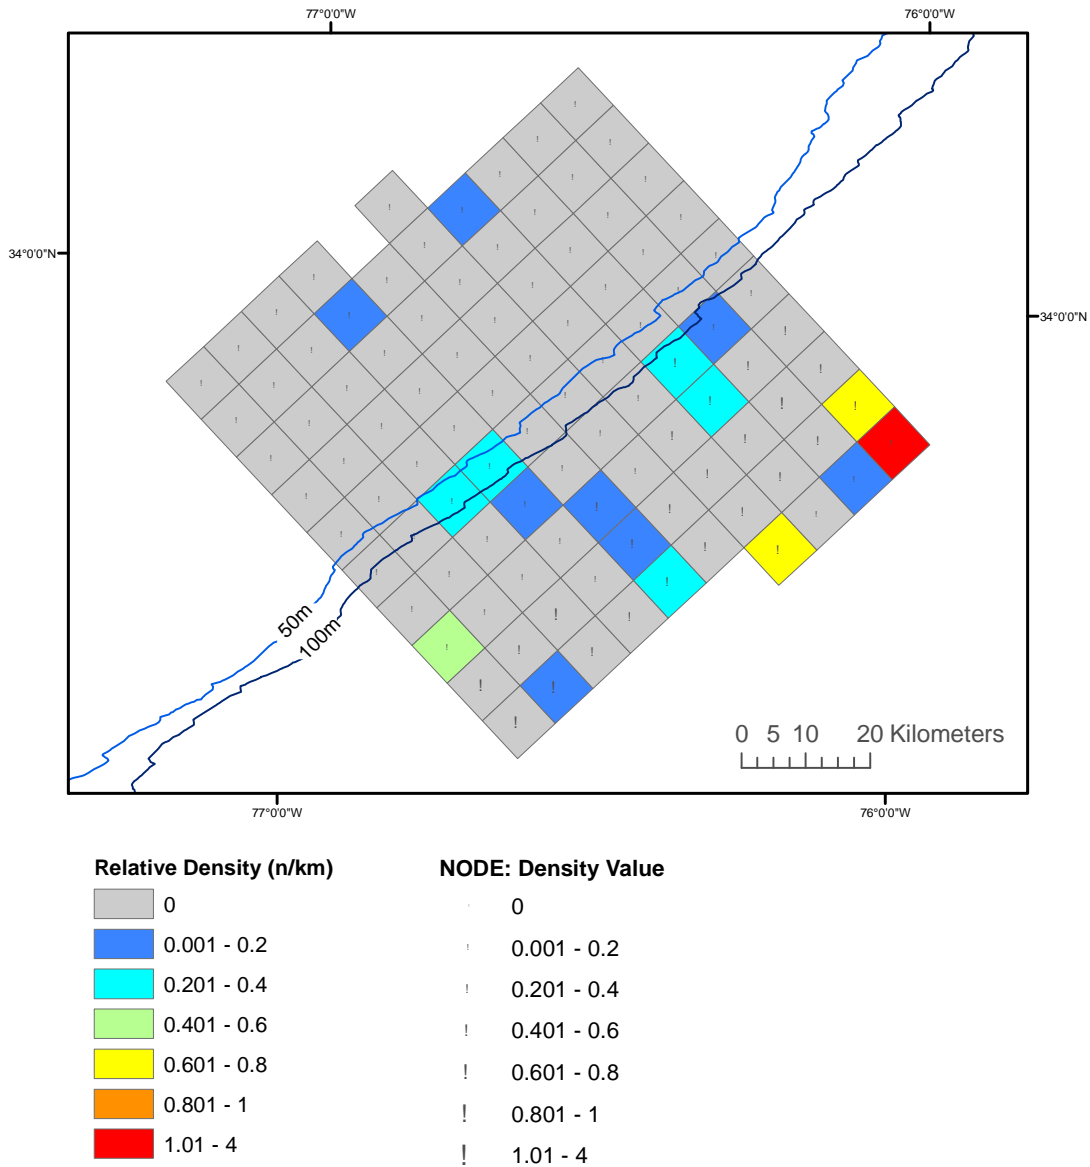 77°0'0"W 76°0'0"W
34°0'0"N
34°0'0"N
50m
100m
0 5 10 20 Kilometers
77°0'0"W 76°0'0"W
Relative Density (n/km) NODE: Density Value
0 0
0.001 - 0.2 ! 0.001 - 0.2
0.201 - 0.4 ! 0.201 - 0.4
0.401 - 0.6 ! 0.401 - 0.6
0.601 - 0.8 ! 0.601 - 0.8
0.801 - 1 ! 0.801 - 1
1.01 - 4 ! 1.01 - 4